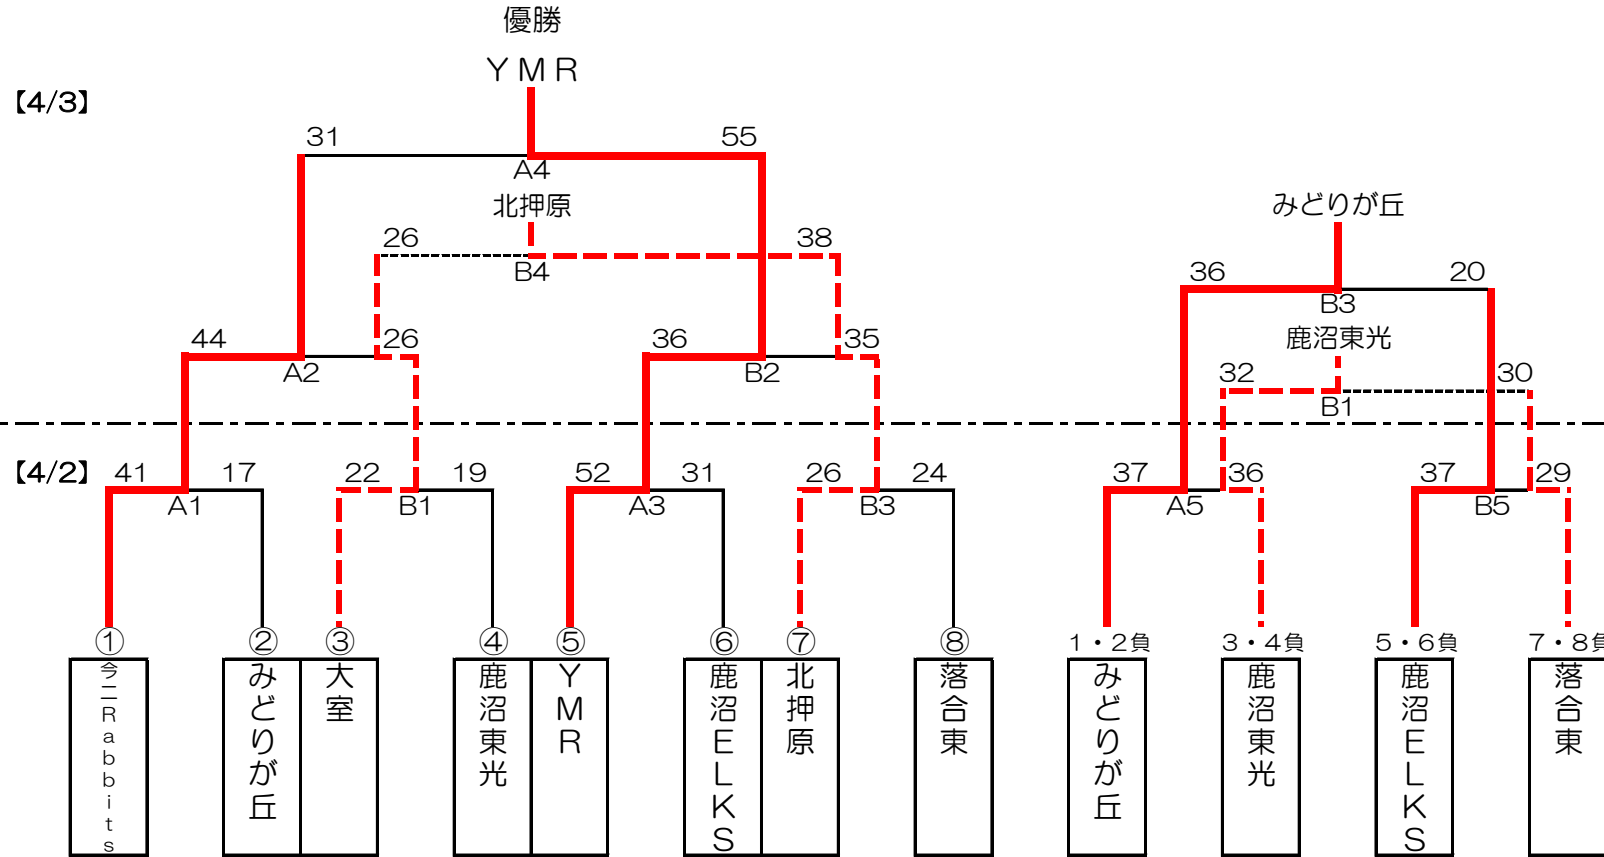 優勝
YMR
【4/3】
31 55
A4
北押原 みどりが丘
26 38
B4
36 20
B3
44 26 36 35 鹿沼東光
A2 B2
32 30
B1
【4/2】
41 17 22 19 52 31 26 24 37 36 37 29
A1 B1 A3 B3 A5 B5
① ② ③ ④ ⑤ ⑥ ⑦ ⑧ 1・2負 3・4負 5・6負 7・8負
今二Rabbits
みどりが丘
大室
鹿沼東光
YMR
鹿沼ELKS
北押原
落合東
みどりが丘
鹿沼東光
鹿沼ELKS
落合東